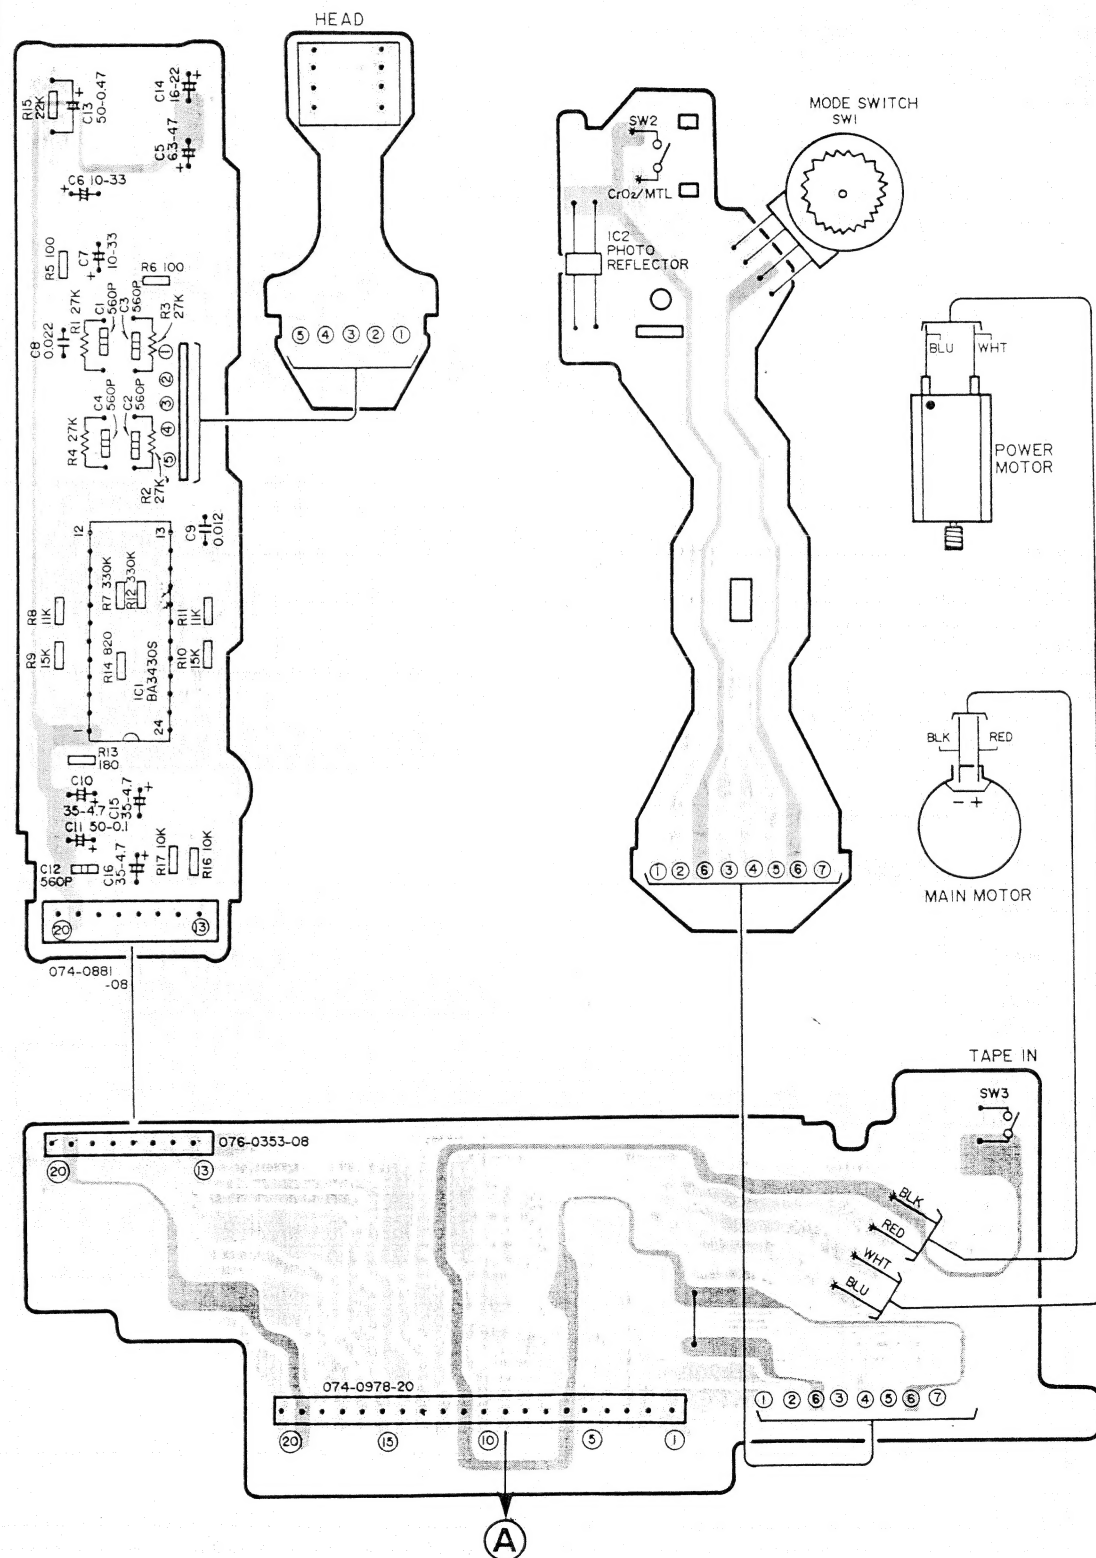 HEAD
R15
22K
C13
50-0.47
C14
16-22
C5
6.3-47
C6 10-33
R5 100
C7
10-33
R6 100
C8
0.022
R1 27K
C1
560P
C3
560P
R3
27K
R4 27K
C4
560P
C2
560P
R2
27K
① ② ③ ④ ⑤
⑤ ④ ③ ② ①
12
13
C9
0.012
R7 330K
R12 330K
R8
11K
R11
11K
R9
15K
R10
15K
R14 820
IC1
BA3430S
1
24
R13
180
C10
35-4.7
C15
35-4.7
C11 50-0.1
C12
560P
C16
35-4.7
R17 10K
R16 10K
⑳ ⑬
074-0881
-08
SW2
CrO2/MTL
MODE SWITCH
SW1
IC2
PHOTO
REFLECTOR
① ② ⑥ ③ ④ ⑤ ⑥ ⑦
BLU WHT
POWER
MOTOR
BLK RED
- +
MAIN MOTOR
TAPE IN
SW3
076-0353-08
⑳ ⑬
BLK
RED
WHT
BLU
074-0978-20
⑳ ⑮ ⑩ ⑤ ①
① ② ⑥ ③ ④ ⑤ ⑥ ⑦
A